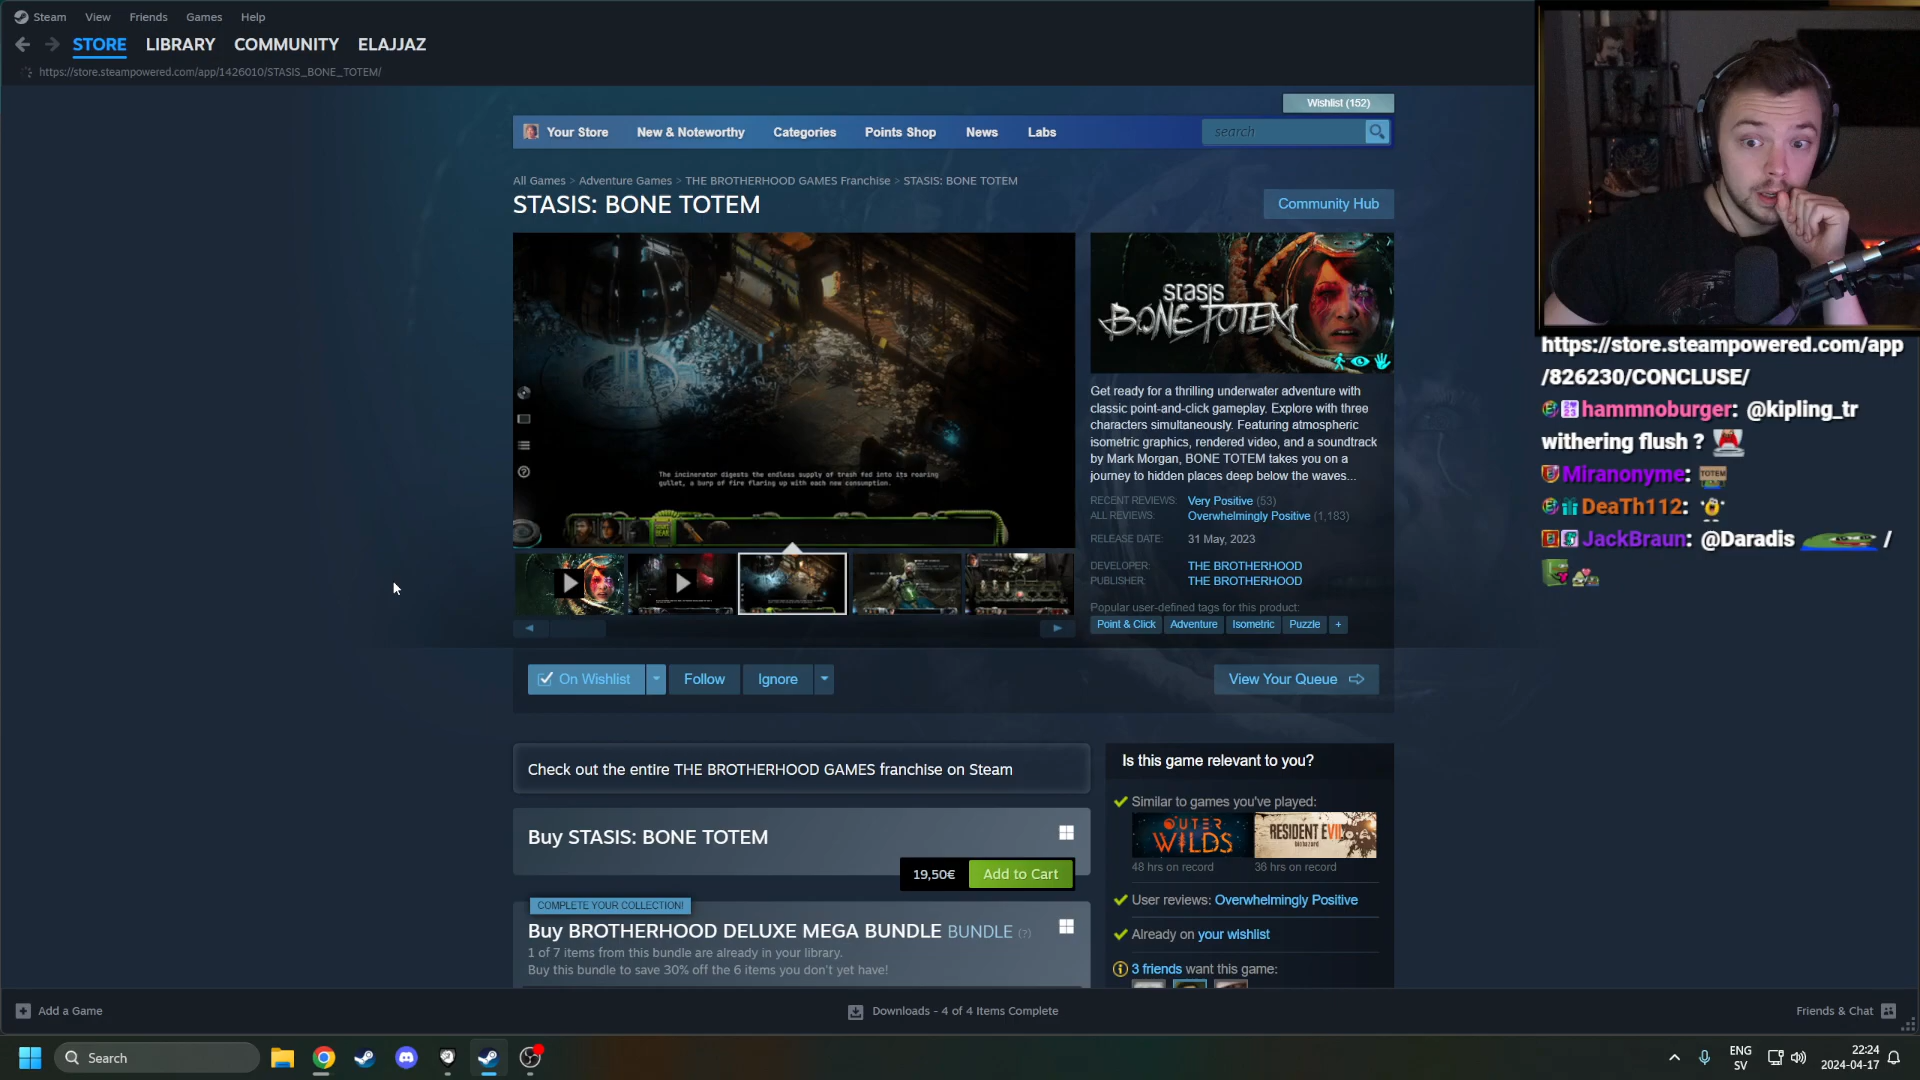 Steam View Friends Games Help
STORE LIBRARY COMMUNITY ELAJJAZ
https://store.steampowered.com/app/1426010/STASIS_BONE_TOTEM/
Wishlist (152)
Your Store New & Noteworthy Categories Points Shop News Labs search
All Games > Adventure Games > THE BROTHERHOOD GAMES Franchise > STASIS: BONE TOTEM
STASIS: BONE TOTEM
Community Hub
The incinerator digests the endless supply of trash fed into its roaring
gullet, a burp of fire flaring up with each new consumption.
stasis
BONE TOTEM
Get ready for a thrilling underwater adventure with
classic point-and-click gameplay. Explore with three
characters simultaneously. Featuring atmospheric
isometric graphics, rendered video, and a soundtrack
by Mark Morgan, BONE TOTEM takes you on a
journey to hidden places deep below the waves...
RECENT REVIEWS: Very Positive (53)
ALL REVIEWS: Overwhelmingly Positive (1,183)
RELEASE DATE: 31 May, 2023
DEVELOPER: THE BROTHERHOOD
PUBLISHER: THE BROTHERHOOD
Popular user-defined tags for this product:
Point & Click Adventure Isometric Puzzle +
On Wishlist Follow Ignore View Your Queue
Check out the entire THE BROTHERHOOD GAMES franchise on Steam
Buy STASIS: BONE TOTEM
19,50€ Add to Cart
COMPLETE YOUR COLLECTION!
Buy BROTHERHOOD DELUXE MEGA BUNDLE BUNDLE (?)
1 of 7 items from this bundle are already in your library.
Buy this bundle to save 30% off the 6 items you don't yet have!
Is this game relevant to you?
Similar to games you've played:
OUTER WILDS RESIDENT EVIL
48 hrs on record 36 hrs on record
User reviews: Overwhelmingly Positive
Already on your wishlist
3 friends want this game:
https://store.steampowered.com/app
/826230/CONCLUSE/
hammnoburger: @kipling_tr
withering flush ?
Miranonyme: TOTEM
DeaTh112:
JackBraun: @Daradis /
Add a Game
Downloads - 4 of 4 Items Complete
Friends & Chat
Search
ENG
SV
22:24
2024-04-17